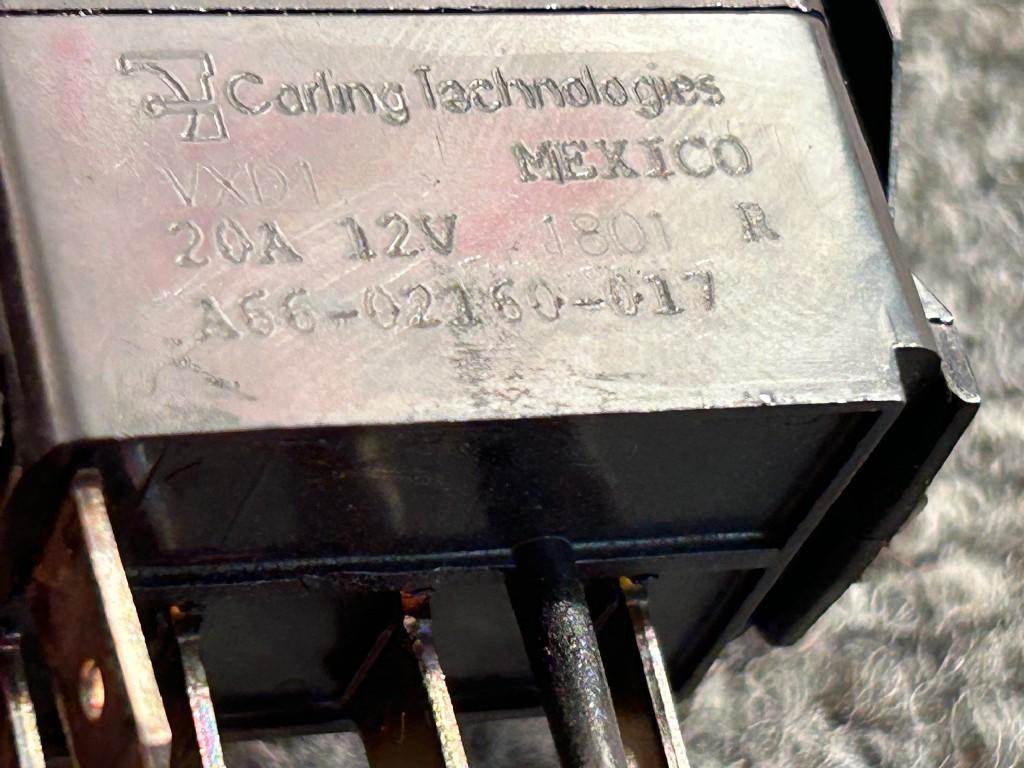 Carling Technologies
MEXICO
VXD1
20A 12V 1801 R
A66-02160-017